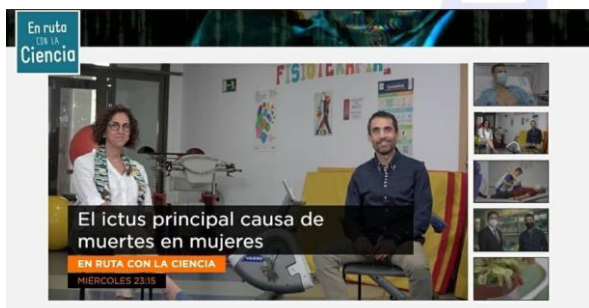 En ruta
CON LA
Ciencia
FISIOTERAPIA
El ictus principal causa de
muertes en mujeres
EN RUTA CON LA CIENCIA
MIÉRCOLES 23:15